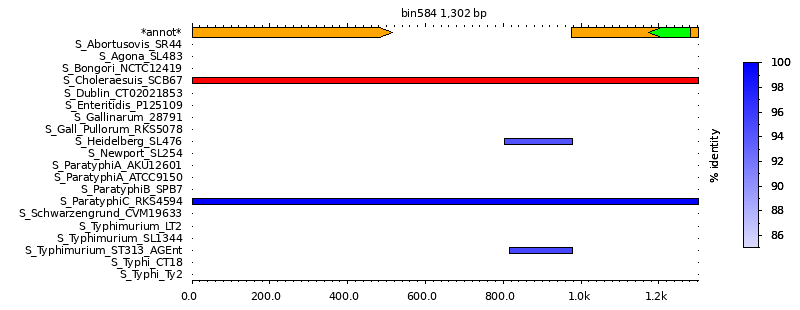 bin584 1,302 bp
*annot*
S_Abortusovis_SR44
S_Agona_SL483
S_Bongori_NCTC12419
S_Choleraesuis_SCB67
S_Dublin_CT02021853
S_Enteritidis_P125109
S_Gallinarum_28791
S_Gall_Pullorum_RKS5078
S_Heidelberg_SL476
S_Newport_SL254
S_ParatyphiA_AKU12601
S_ParatyphiA_ATCC9150
S_ParatyphiB_SPB7
S_ParatyphiC_RKS4594
S_Schwarzengrund_CVM19633
S_Typhimurium_LT2
S_Typhimurium_SL1344
S_Typhimurium_ST313_AGEnt
S_Typhi_CT18
S_Typhi_Ty2
0.0 200.0 400.0 600.0 800.0 1.0k 1.2k
% identity
100
98
96
94
92
90
88
86